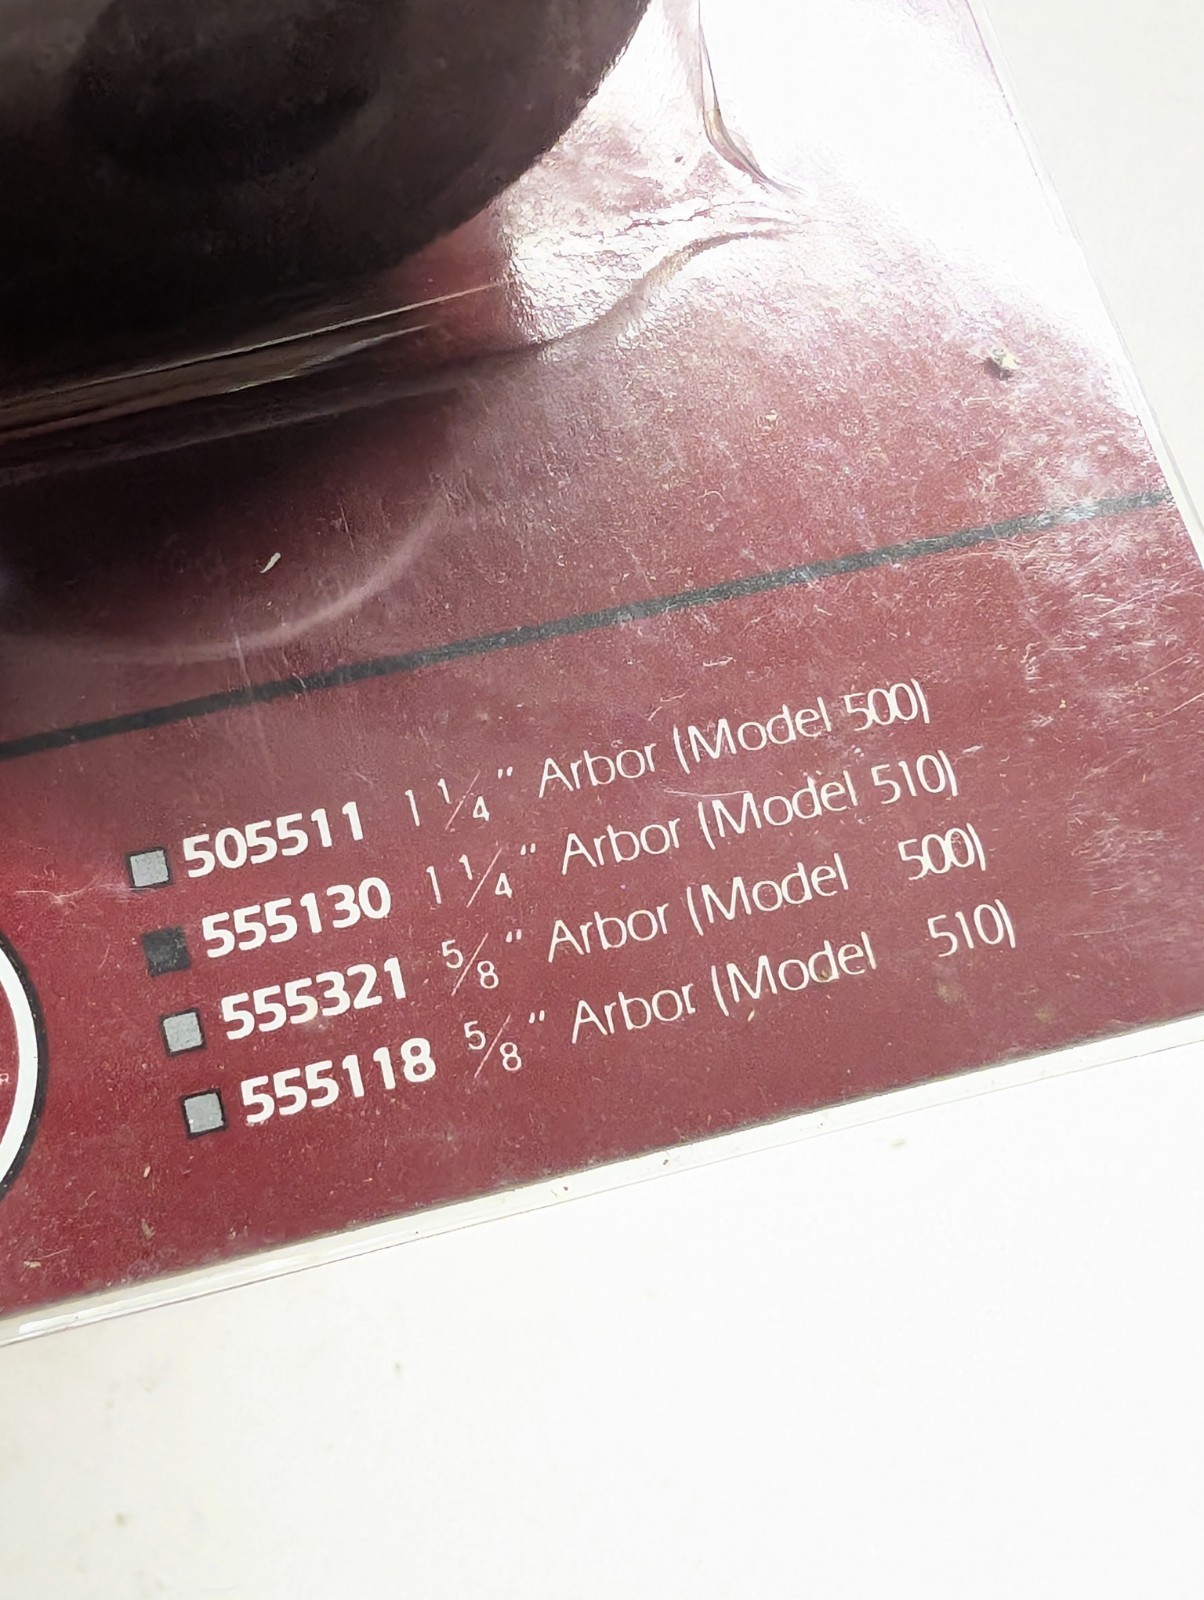 505511 1 1/4" Arbor (Model 500)
555130 1 1/4" Arbor (Model 510)
555321 5/8" Arbor (Model 500)
555118 5/8" Arbor (Model 510)
R